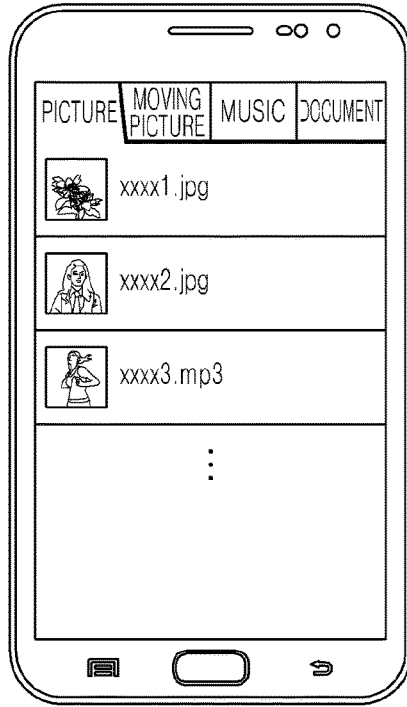 PICTURE
MOVING
PICTURE
MUSIC
DOCUMENT
xxxx1.jpg
xxxx2.jpg
xxxx3.mp3